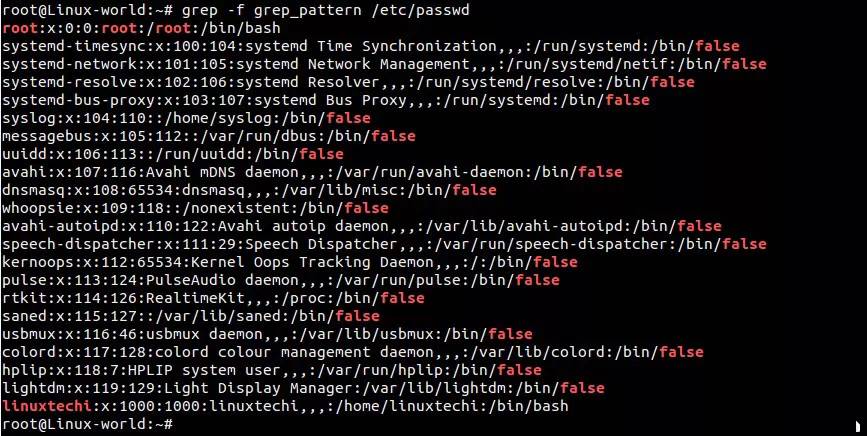 root@Linux-world:~# grep -f grep_pattern /etc/passwd
root:x:0:0:root:/root:/bin/bash
systemd-timesync:x:100:104:systemd Time Synchronization,,,:/run/systemd:/bin/false
systemd-network:x:101:105:systemd Network Management,,,:/run/systemd/netif:/bin/false
systemd-resolve:x:102:106:systemd Resolver,,,:/run/systemd/resolve:/bin/false
systemd-bus-proxy:x:103:107:systemd Bus Proxy,,,:/run/systemd:/bin/false
syslog:x:104:110::/home/syslog:/bin/false
messagebus:x:105:112::/var/run/dbus:/bin/false
uuidd:x:106:113::/run/uuidd:/bin/false
avahi:x:107:116:Avahi mDNS daemon,,,:/var/run/avahi-daemon:/bin/false
dnsmasq:x:108:65534:dnsmasq,,,:/var/lib/misc:/bin/false
whoopsie:x:109:118::/nonexistent:/bin/false
avahi-autoipd:x:110:122:Avahi autoip daemon,,,:/var/lib/avahi-autoipd:/bin/false
speech-dispatcher:x:111:29:Speech Dispatcher,,,:/var/run/speech-dispatcher:/bin/false
kernoops:x:112:65534:Kernel Oops Tracking Daemon,,,:/:/bin/false
pulse:x:113:124:PulseAudio daemon,,,:/var/run/pulse:/bin/false
rtkit:x:114:126:RealtimeKit,,,:/proc:/bin/false
saned:x:115:127::/var/lib/saned:/bin/false
usbmux:x:116:46:usbmux daemon,,,:/var/lib/usbmux:/bin/false
colord:x:117:128:colord colour management daemon,,,:/var/lib/colord:/bin/false
hplip:x:118:7:HPLIP system user,,,:/var/run/hplip:/bin/false
lightdm:x:119:129:Light Display Manager:/var/lib/lightdm:/bin/false
linuxtechi:x:1000:1000:linuxtechi,,,:/home/linuxtechi:/bin/bash
root@Linux-world:~#